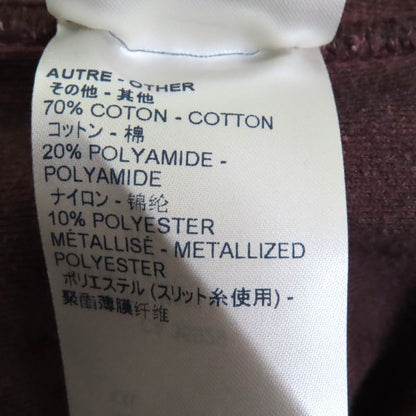 AUTRE - OTHER
その他 - 其他
70% COTON - COTTON
コットン - 棉
20% POLYAMIDE -
POLYAMIDE
ナイロン - 锦纶
10% POLYESTER
MÉTALLISÉ - METALLIZED
POLYESTER
ポリエステル (スリット糸使用) -
聚酯薄膜纤维